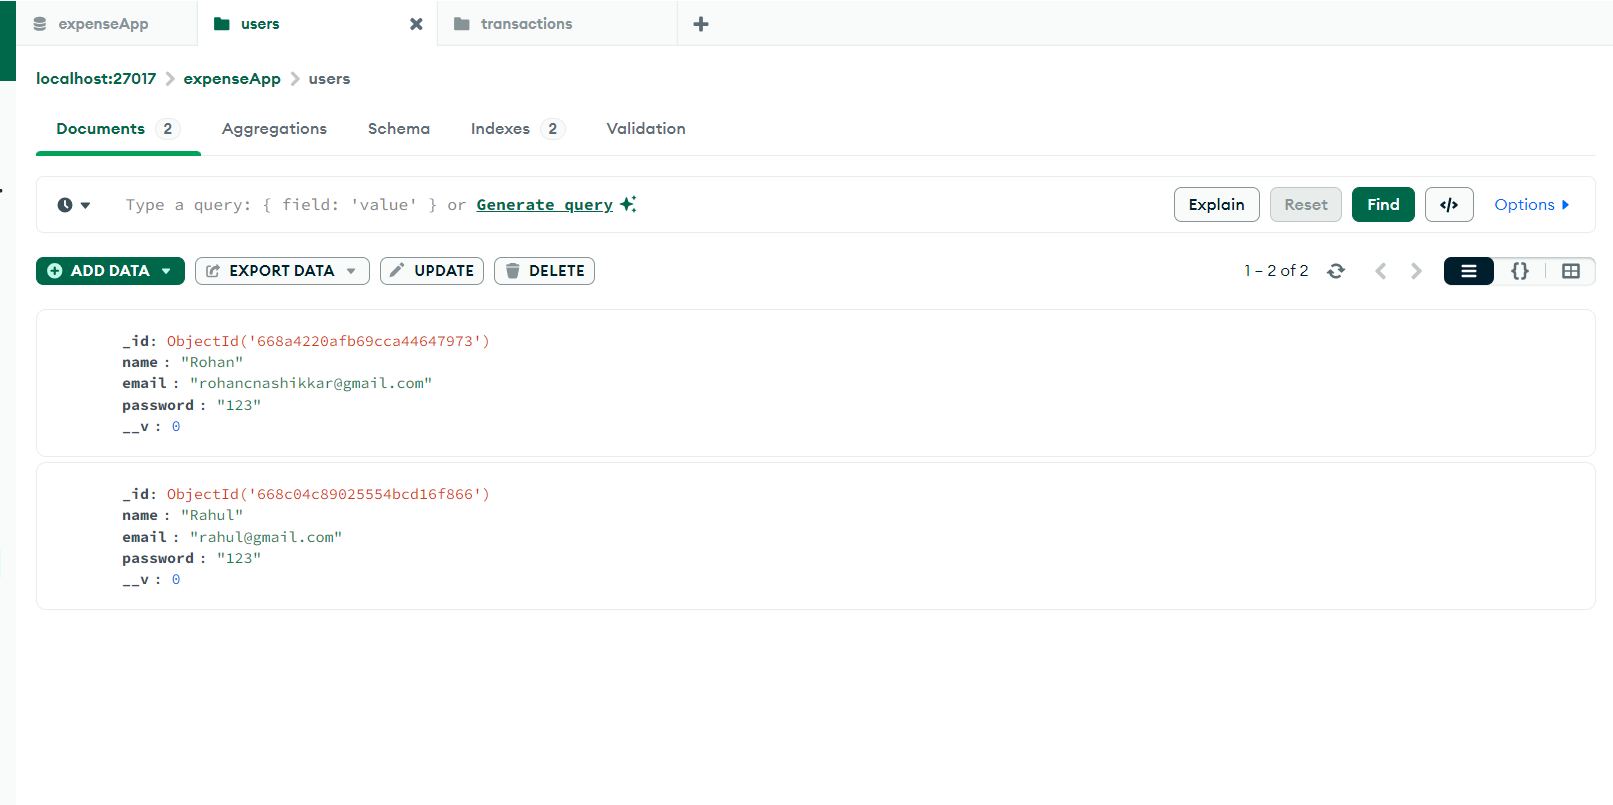 expenseApp users transactions
localhost:27017 expenseApp users
Documents 2 Aggregations Schema Indexes 2 Validation
Type a query: { field: 'value' } or Generate query Explain Reset Find </> Options
ADD DATA EXPORT DATA UPDATE DELETE 1 – 2 of 2 {}
_id: ObjectId('668a4220afb69cca44647973')
name : "Rohan"
email : "rohancnashikkar@gmail.com"
password : "123"
__v : 0
_id: ObjectId('668c04c89025554bcd16f866')
name : "Rahul"
email : "rahul@gmail.com"
password : "123"
__v : 0